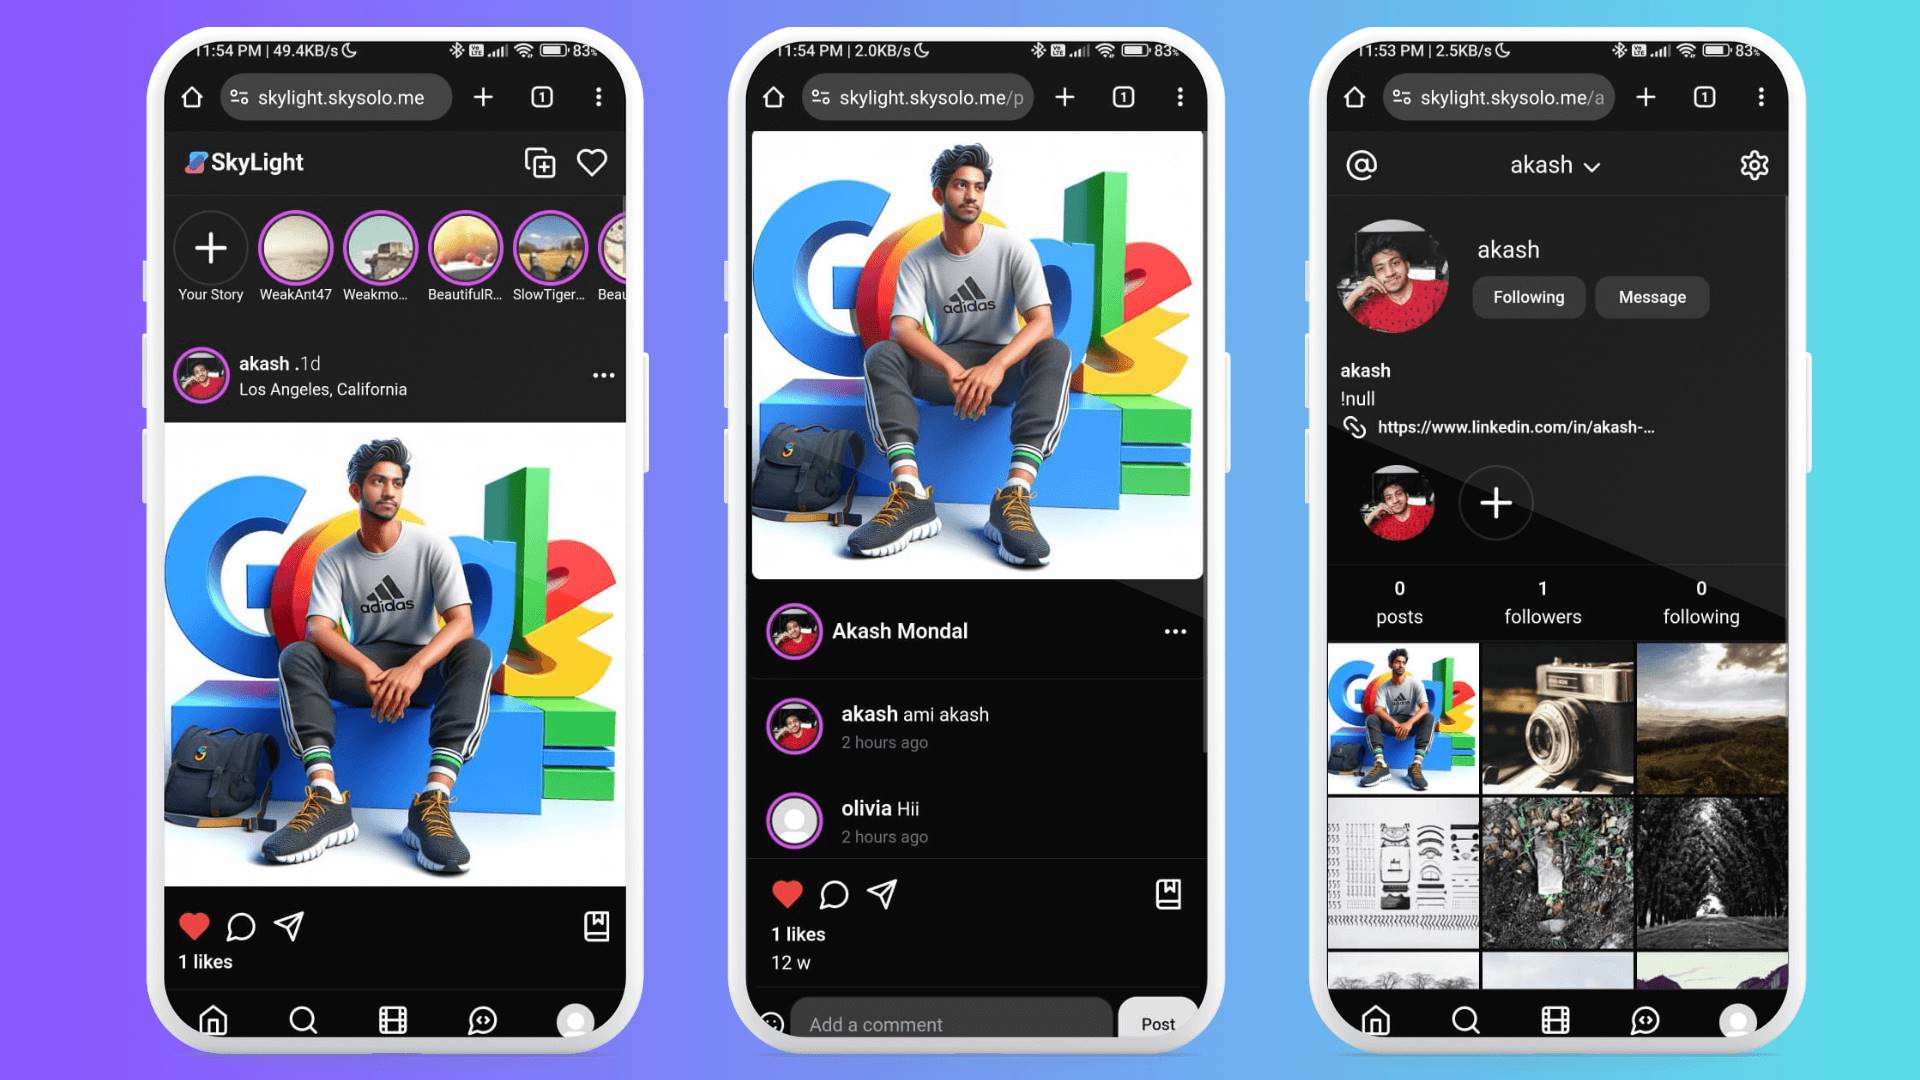 11:54 PM | 49.4KB/s
83%
skylight.skysolo.me
1
SkyLight
Your Story
WeakAnt47
Weakmo...
BeautifulR...
SlowTiger...
Beau
akash .1d
Los Angeles, California
Google
adidas
1 likes
11:54 PM | 2.0KB/s
83%
skylight.skysolo.me/p
1
Google
adidas
Akash Mondal
akash ami akash
2 hours ago
olivia Hii
2 hours ago
1 likes
12 w
Add a comment
Post
11:53 PM | 2.5KB/s
83%
skylight.skysolo.me/a
1
akash
akash
Following
Message
akash
!null
https://www.linkedin.com/in/akash-...
0
posts
1
followers
0
following